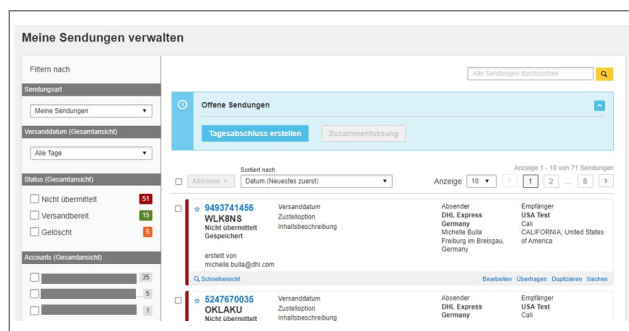 Meine Sendungen verwalten
Filtern nach
Alle Sendungen durchsuchen
Sendungsart
Meine Sendungen
Versanddatum (Gesamtansicht)
Alle Tage
Status (Gesamtansicht)
Nicht übermittelt 51
Versandbereit 15
Gelöscht 5
Accounts (Gesamtansicht)
35
5
1
Offene Sendungen
Tagesabschluss erstellen Zusammenfassung
Anzeige 1 - 10 von 71 Sendungen
Aktionen
Sortiert nach
Datum (Neuestes zuerst)
Anzeige 10 1 2 ... 8
9493741456
WLK8NS
Nicht übermittelt
Gespeichert
erstellt von
michelle.bulla@dhl.com
Versanddatum
Zustelloption
Inhaltsbeschreibung
Absender
DHL Express
Germany
Michelle Bulla
Freiburg im Breisgau,
Germany
Empfänger
USA Test
Cali
CALIFORNIA, United States
of America
Schnellansicht Bearbeiten Übertragen Duplizieren löschen
5247670035
OKLAKU
Nicht übermittelt
Versanddatum
Zustelloption
Inhaltsbeschreibung
Absender
DHL Express
Germany
Empfänger
USA Test
Cali